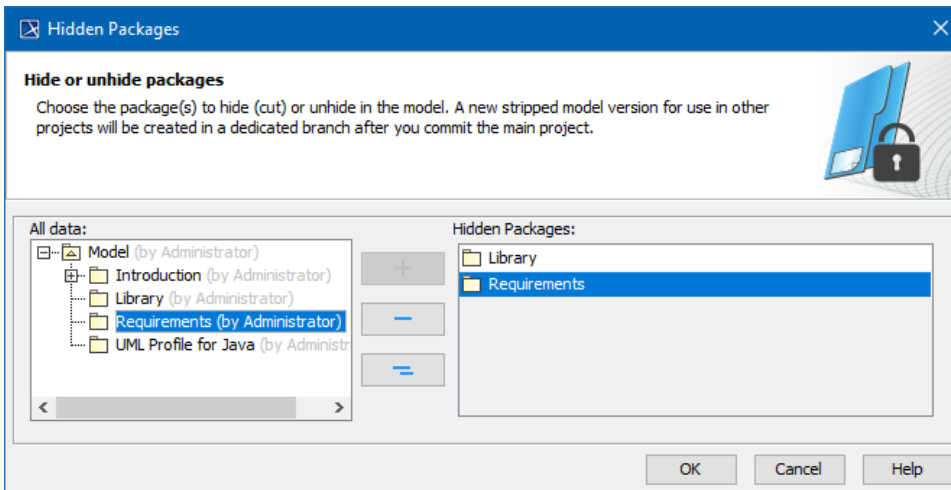 Hidden Packages
Hide or unhide packages
Choose the package(s) to hide (cut) or unhide in the model. A new stripped model version for use in other
projects will be created in a dedicated branch after you commit the main project.
All data:
Model (by Administrator)
Introduction (by Administrator)
Library (by Administrator)
Requirements (by Administrator)
UML Profile for Java (by Administr
Hidden Packages:
Library
Requirements
OK Cancel Help